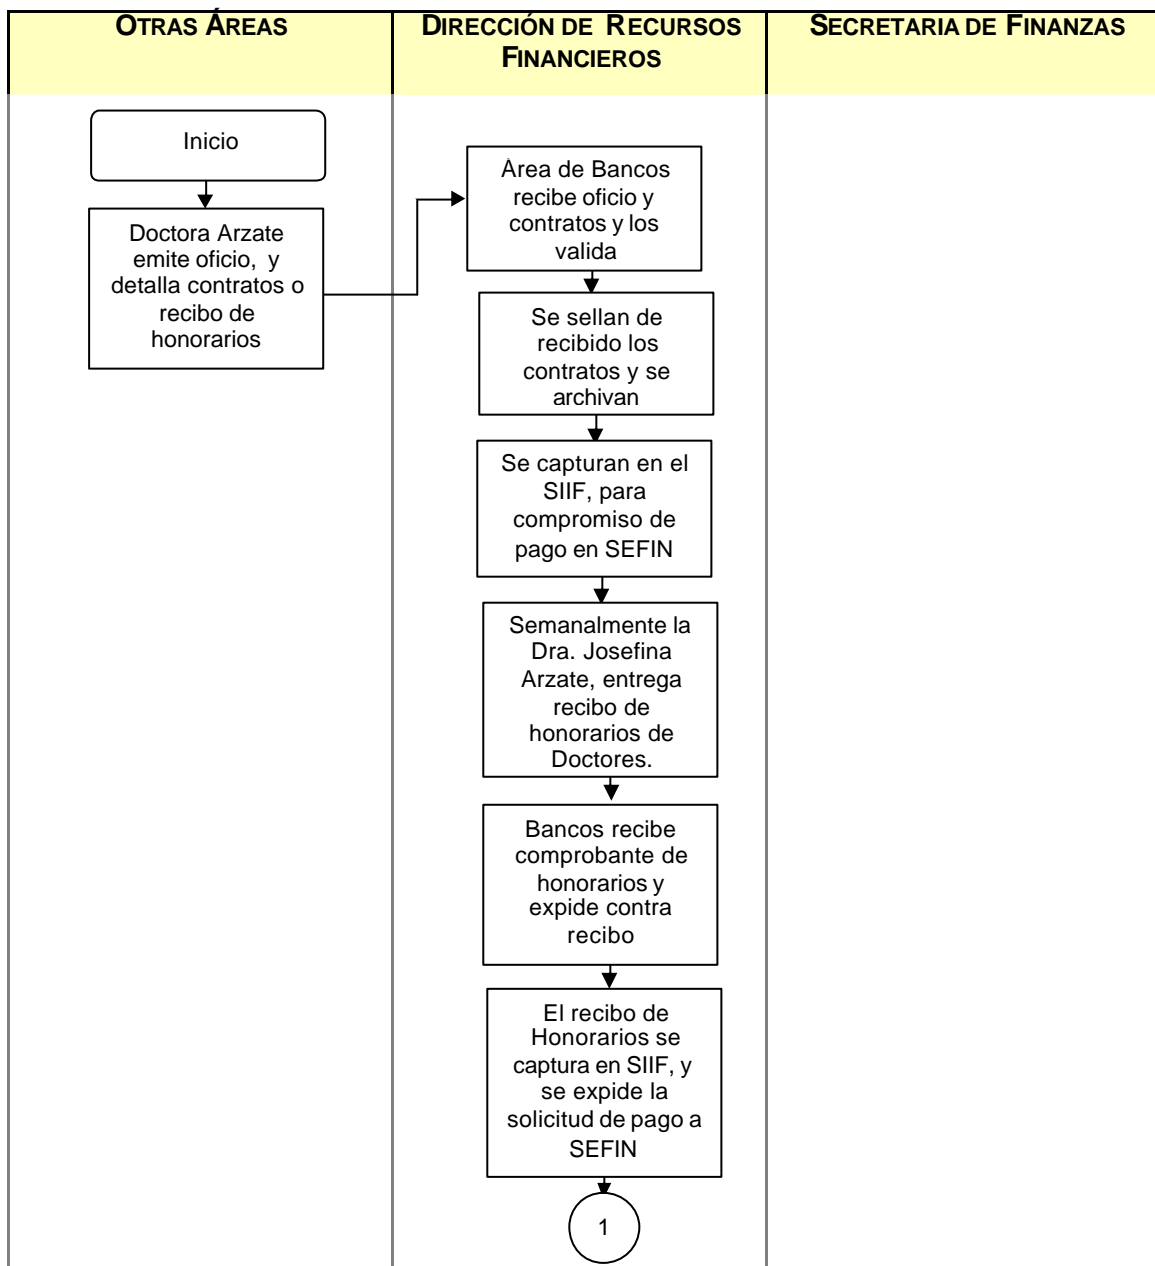 OTRAS ÁREAS
DIRECCIÓN DE RECURSOS
FINANCIEROS
SECRETARIA DE FINANZAS
Inicio
Doctora Arzate
emite oficio, y
detalla contratos o
recibo de
honorarios
Área de Bancos
recibe oficio y
contratos y los
valida
Se sellan de
recibido los
contratos y se
archivan
Se capturan en el
SIIF, para
compromiso de
pago en SEFIN
Semanalmente la
Dra. Josefina
Arzate, entrega
recibo de
honorarios de
Doctores.
Bancos recibe
comprobante de
honorarios y
expide contra
recibo
El recibo de
Honorarios se
captura en SIIF, y
se expide la
solicitud de pago a
SEFIN
1